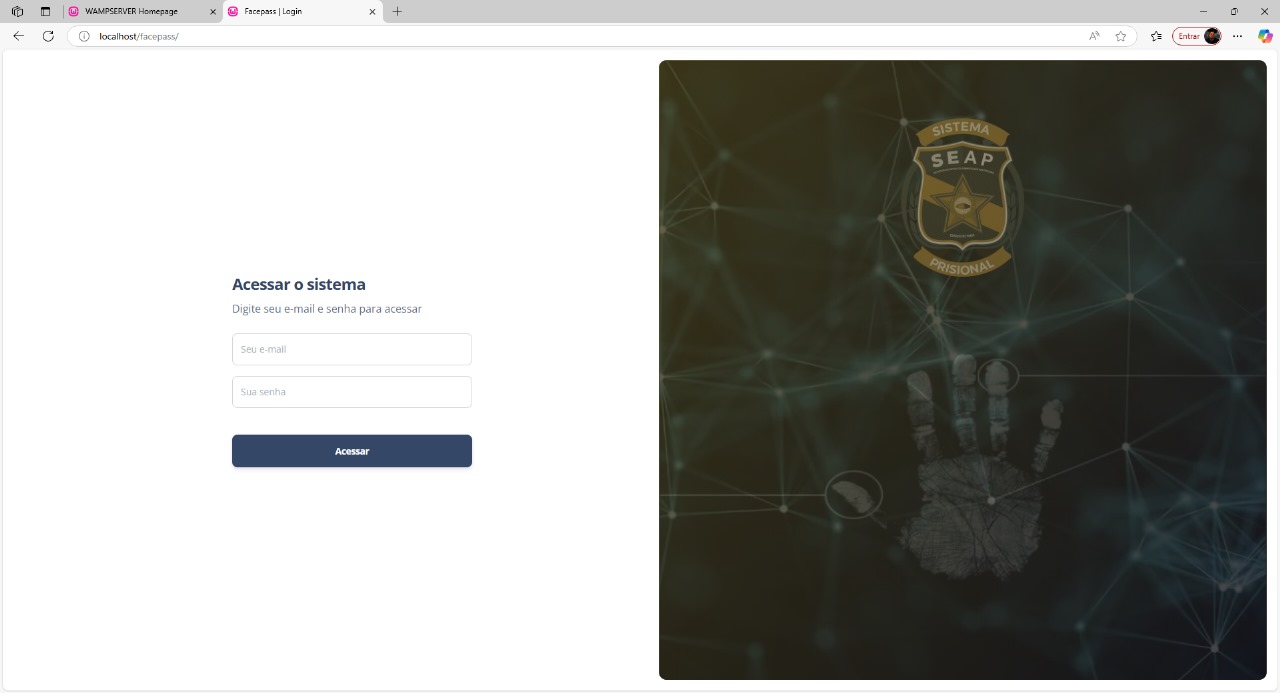 WAMPSERVER Homepage
Facepass | Login
localhost/facepass/
Entrar
SISTEMA
SEAP
PRISIONAL
Acessar o sistema
Digite seu e-mail e senha para acessar
Seu e-mail
Sua senha
Acessar